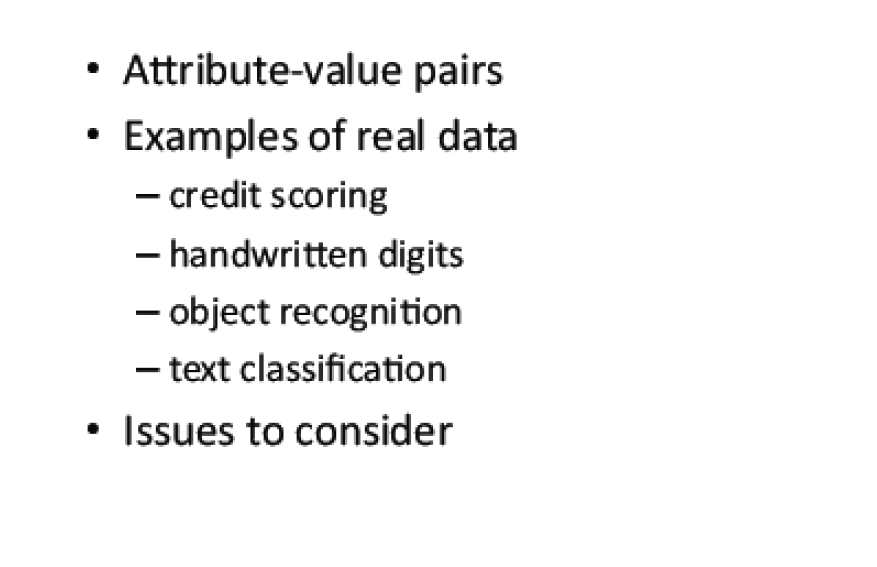 • Attribute-value pairs
• Examples of real data
– credit scoring
– handwritten digits
– object recognition
– text classification
• Issues to consider